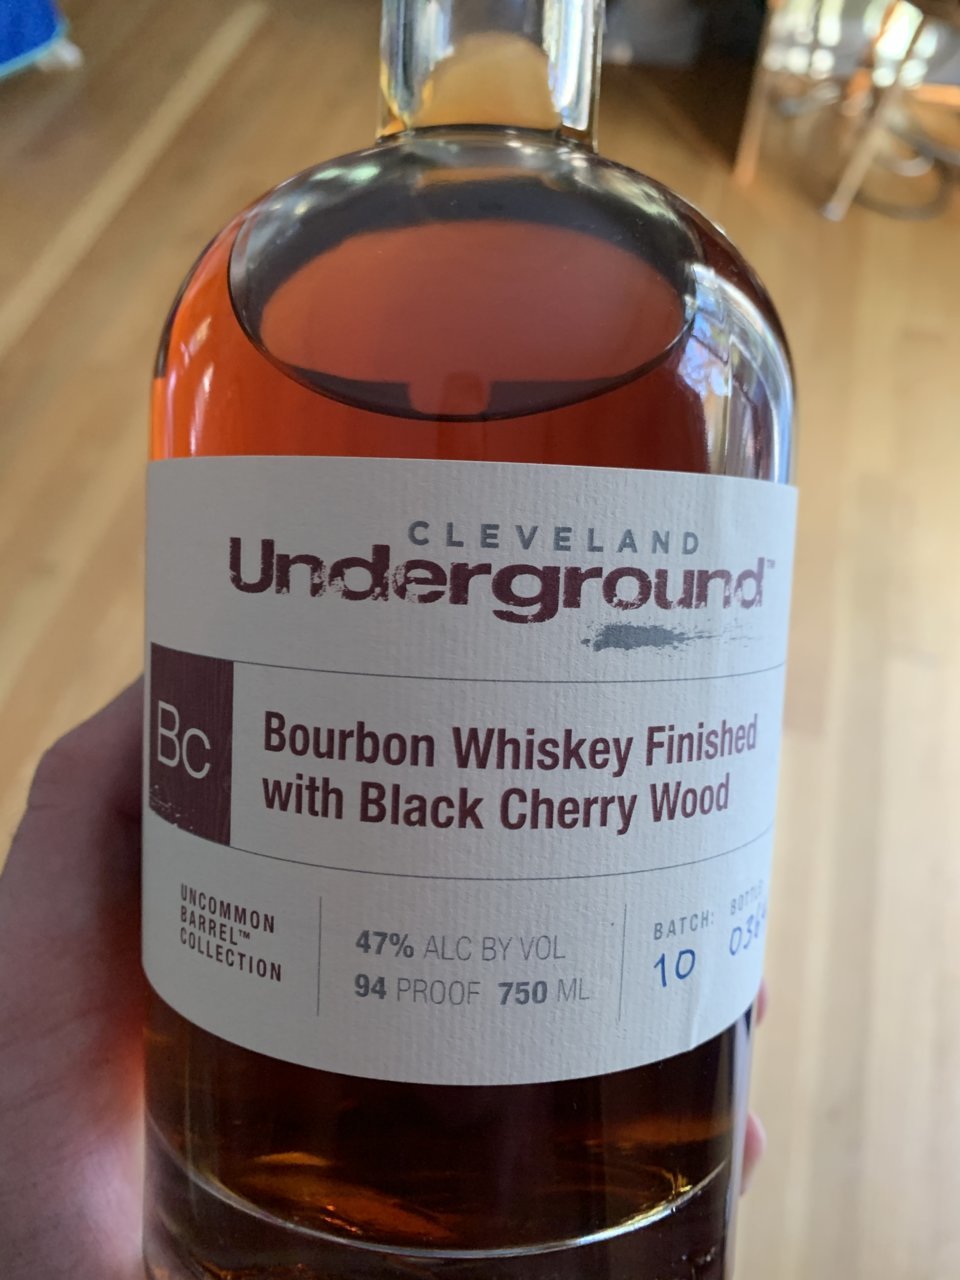 CLEVELAND
Underground™
Bc
Bourbon Whiskey Finished
with Black Cherry Wood
UNCOMMON
BARREL™
COLLECTION
47% ALC BY VOL
94 PROOF 750 ML
BATCH:
10
BOTTLE: